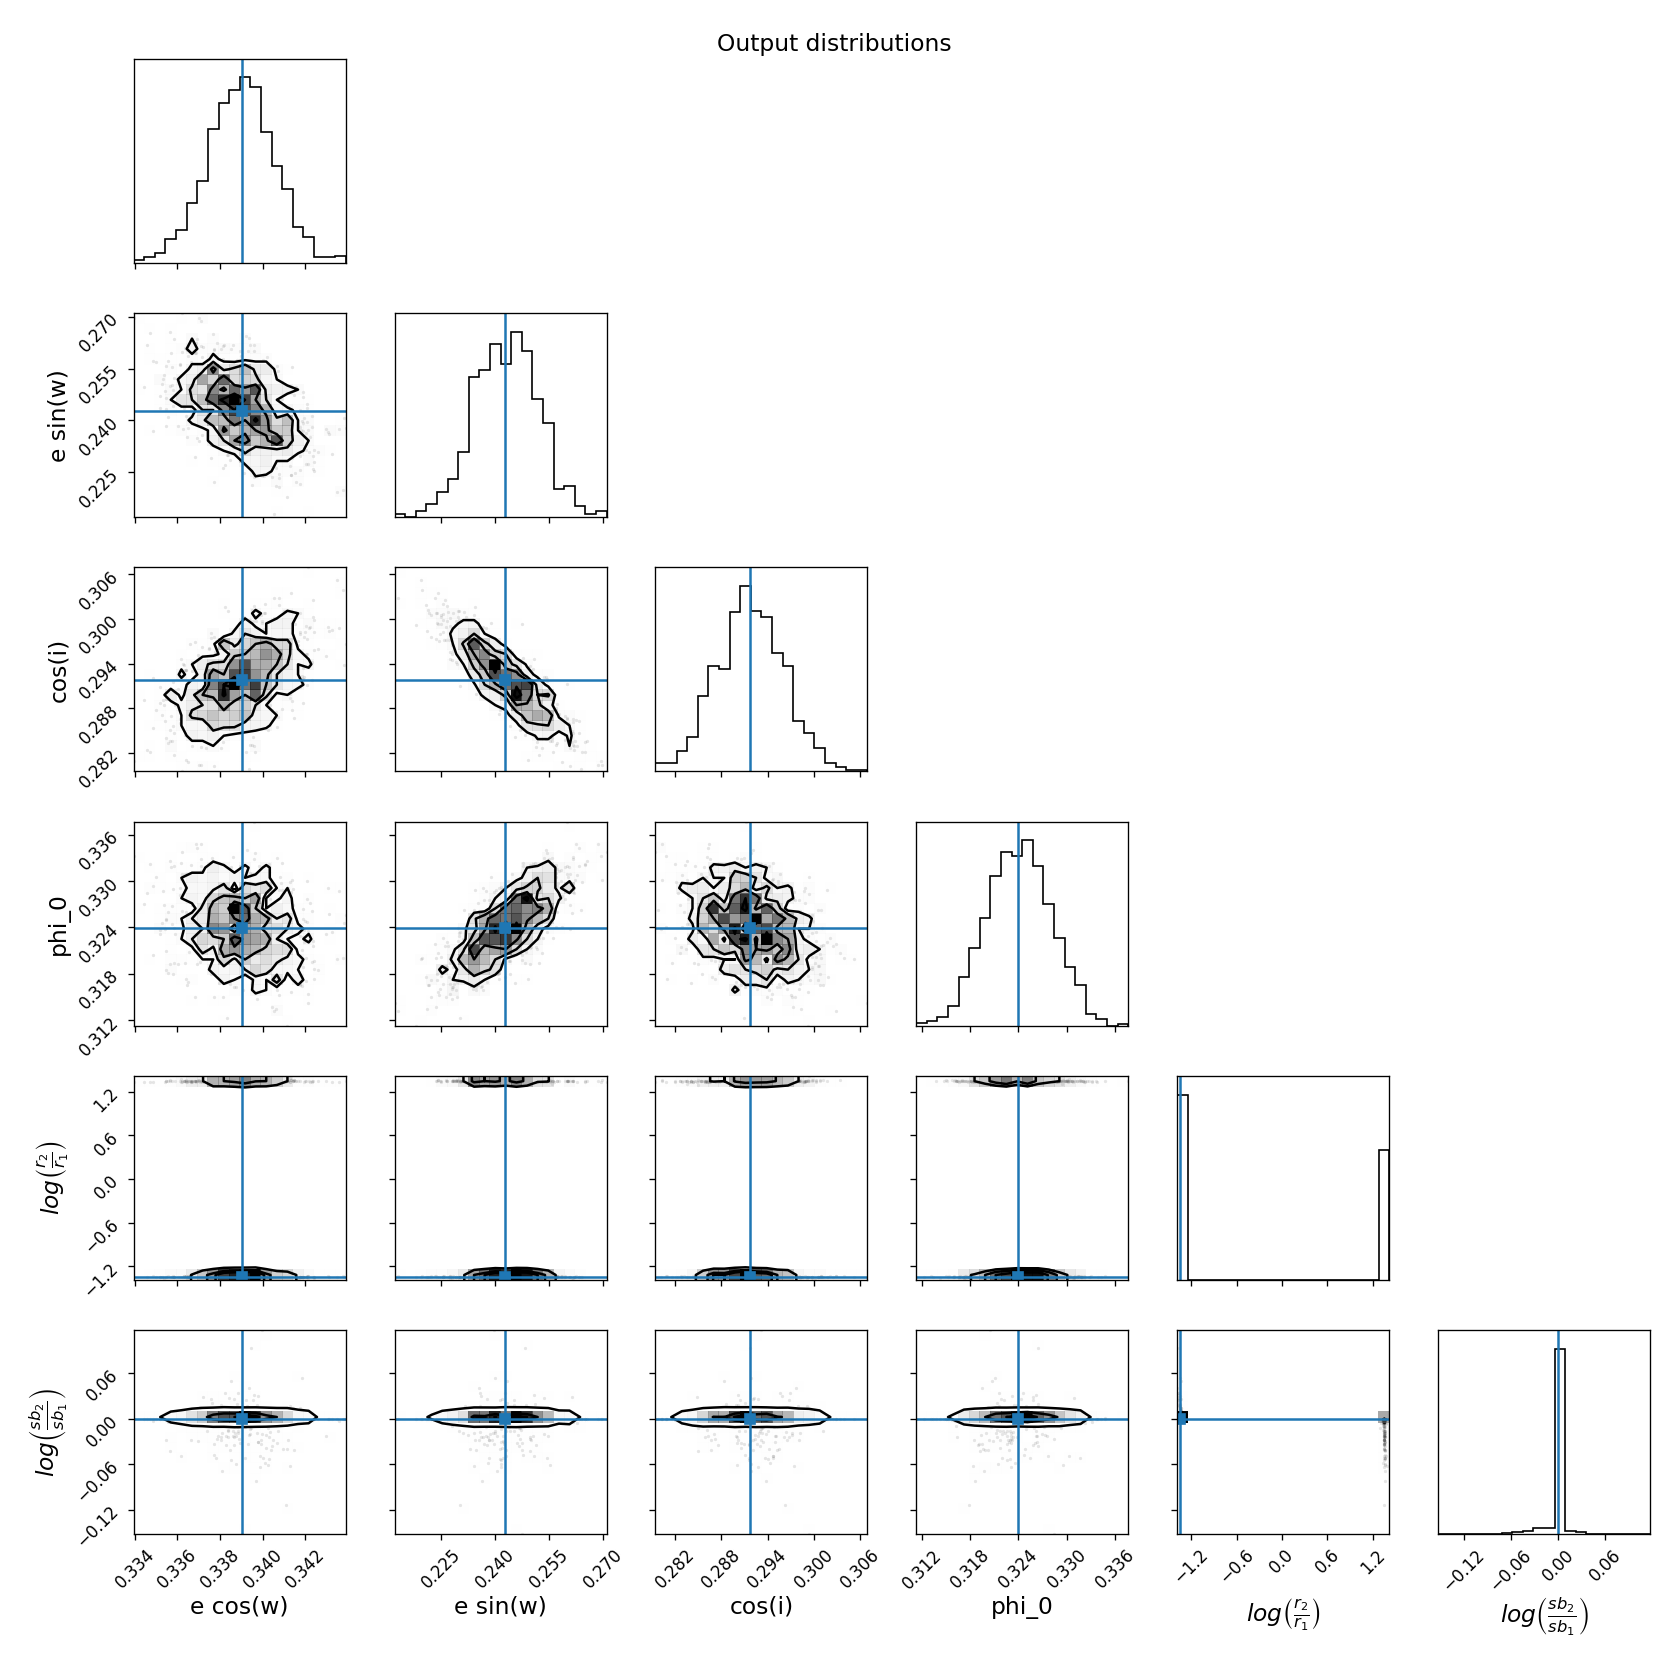 Output distributions
e sin(w)
0.270
0.255
0.240
0.225
cos(i)
0.306
0.300
0.294
0.288
0.282
phi_0
0.336
0.330
0.324
0.318
0.312
log(r2/r1)
1.2
0.6
0.0
−0.6
−1.2
log(sb2/sb1)
0.06
0.00
−0.06
−0.12
0.334 0.336 0.338 0.340 0.342
0.225 0.240 0.255 0.270
0.282 0.288 0.294 0.300 0.306
0.312 0.318 0.324 0.330 0.336
−1.2 −0.6 0.0 0.6 1.2
−0.12 −0.06 0.00 0.06
e cos(w)
e sin(w)
cos(i)
phi_0
log(r2/r1)
log(sb2/sb1)